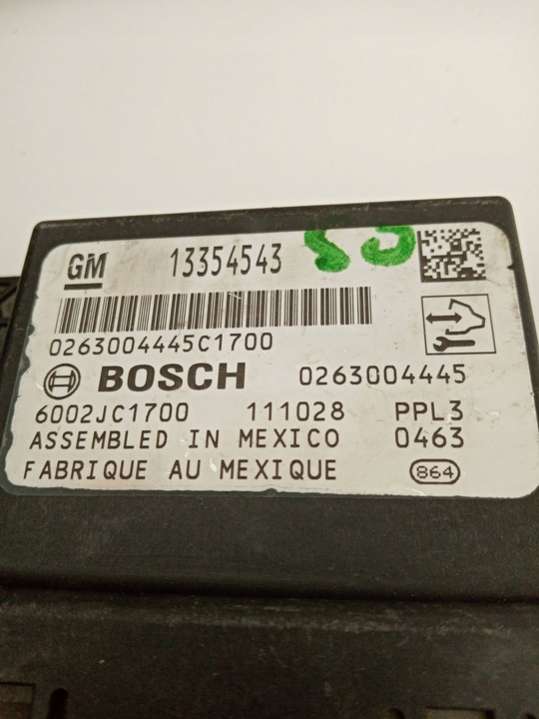 GM 13354543
0263004445C1700
BOSCH 0263004445
6002JC1700 111028 PPL3
ASSEMBLED IN MEXICO 0463
FABRIQUE AU MEXIQUE 864